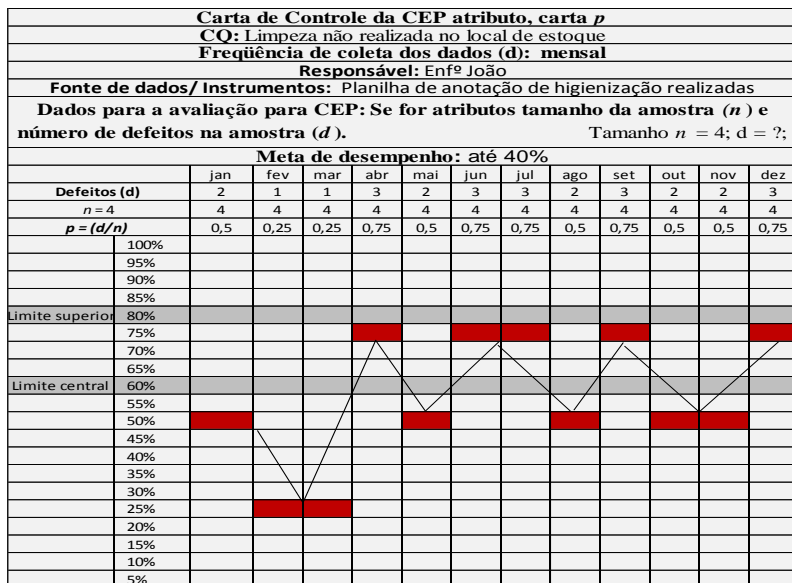 Carta de Controle da CEP atributo, carta p
CQ: Limpeza não realizada no local de estoque
Freqüência de coleta dos dados (d): mensal
Responsável: Enfº João
Fonte de dados/ Instrumentos: Planilha de anotação de higienização realizadas
Dados para a avaliação para CEP: Se for atributos tamanho da amostra (n ) e
número de defeitos na amostra (d ). Tamanho n = 4; d = ?;
Meta de desempenho: até 40%
jan fev mar abr mai jun jul ago set out nov dez
Defeitos (d) 2 1 1 3 2 3 3 2 3 2 2 3
n = 4 4 4 4 4 4 4 4 4 4 4 4 4
p = (d/n) 0,5 0,25 0,25 0,75 0,5 0,75 0,75 0,5 0,75 0,5 0,5 0,75
100%
95%
90%
85%
Limite superior 80%
75%
70%
65%
Limite central 60%
55%
50%
45%
40%
35%
30%
25%
20%
15%
10%
5%